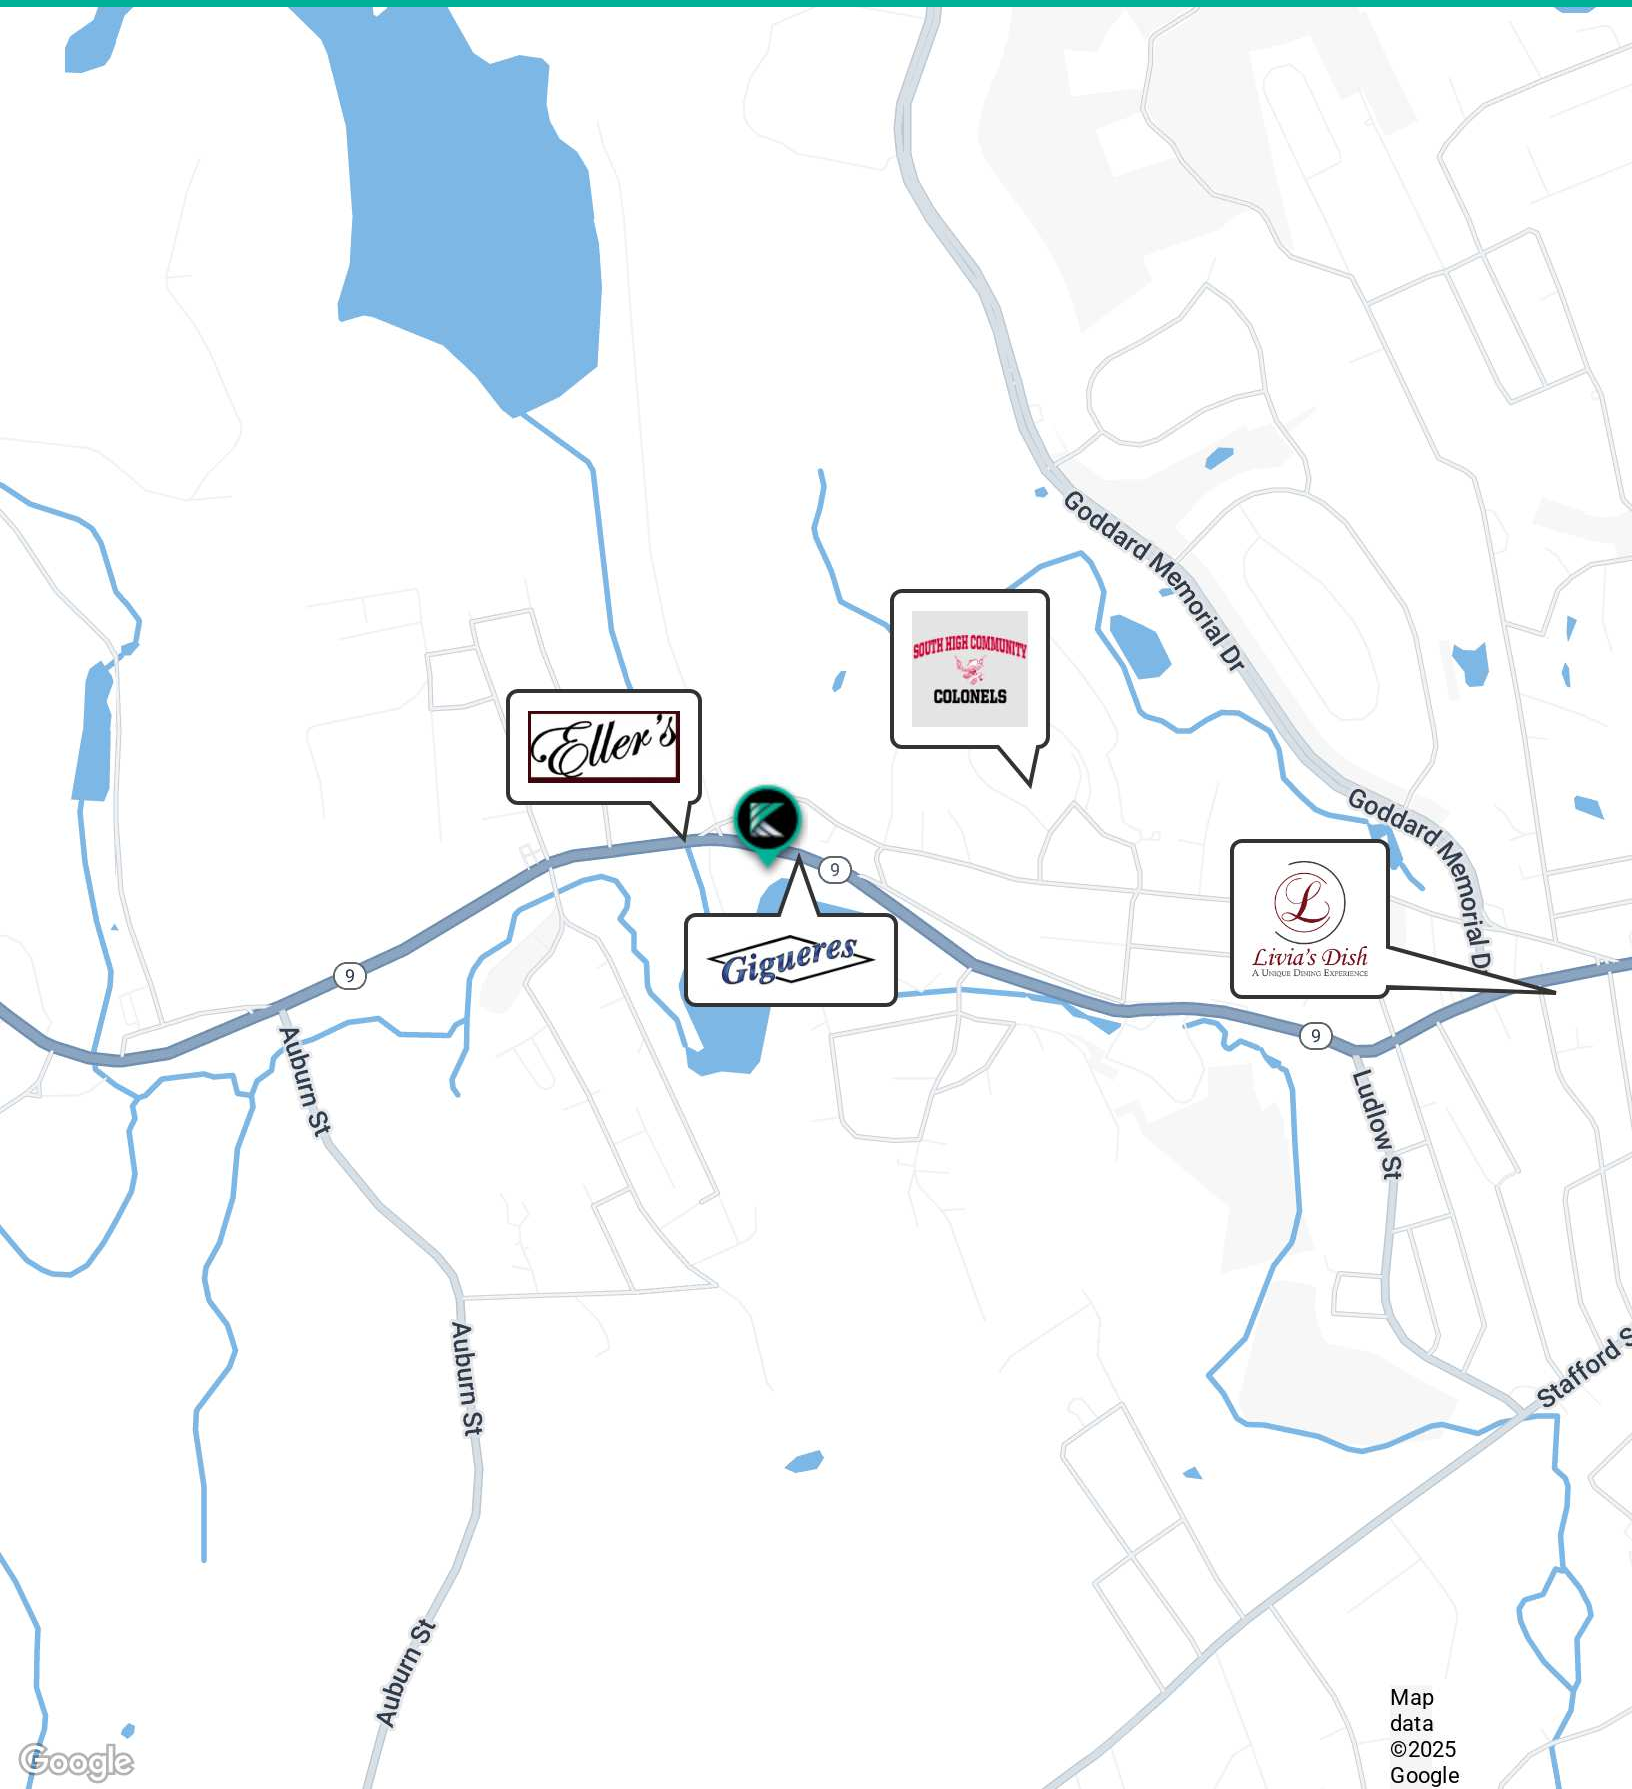 Goddard Memorial Dr
SOUTH HIGH COMMUNITY
COLONELS
Eller's
Goddard Memorial Dr
9
Gigueres
L
Livia's Dish
A Unique Dining Experience
9
9
Auburn St
Ludlow St
Auburn St
Stafford S
Auburn St
Map
data
©2025
Google
Google